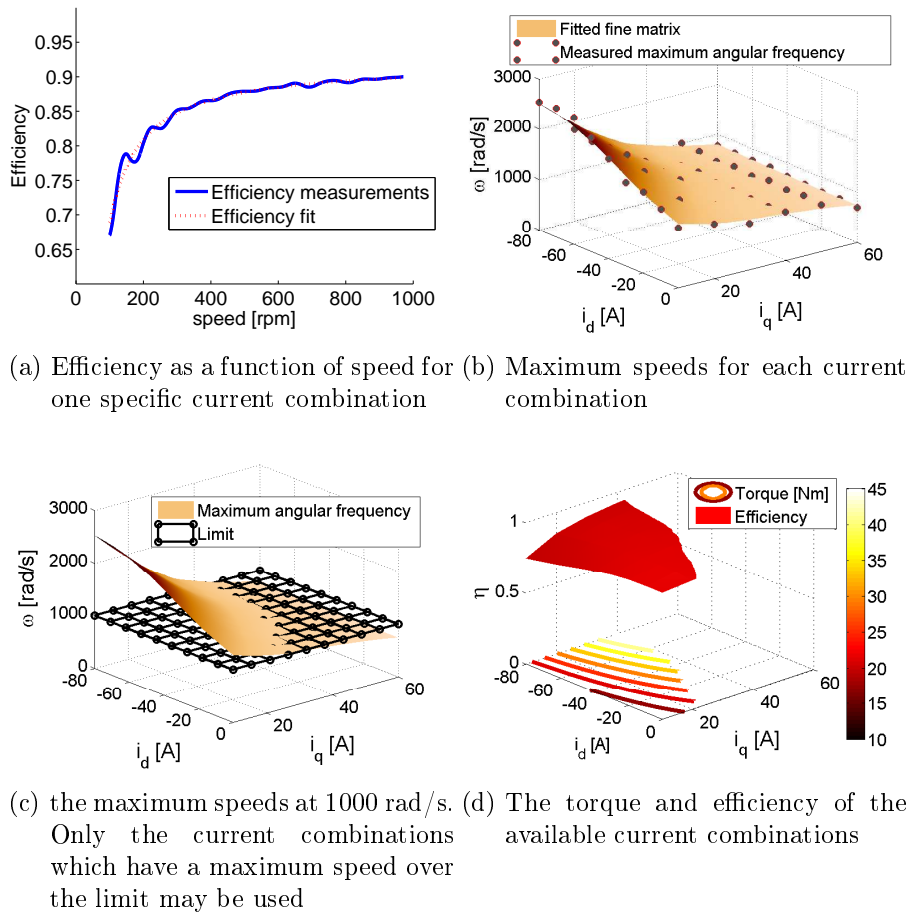 0.95
0.9
0.85
0.8
0.75
0.7
0.65
Efficiency
Efficiency measurements
Efficiency fit
0 200 400 600 800 1000
speed [rpm]
(a) Efficiency as a function of speed for
one specific current combination
Fitted fine matrix
Measured maximum angular frequency
3000
2000
1000
0
ω [rad/s]
-80 -60 -40 -20 0
i_d [A]
20 40 60
i_q [A]
(b) Maximum speeds for each current
combination
Maximum angular frequency
Limit
3000
2000
1000
0
ω [rad/s]
-80 -60 -40 -20 0
i_d [A]
20 40 60
i_q [A]
(c) the maximum speeds at 1000 rad/s.
Only the current combinations
which have a maximum speed over
the limit may be used
Torque [Nm]
Efficiency
1
0.5
0
η
-80 -60 -40 -20 0
i_d [A]
20 40 60
i_q [A]
45
40
35
30
25
20
15
10
(d) The torque and efficiency of the
available current combinations